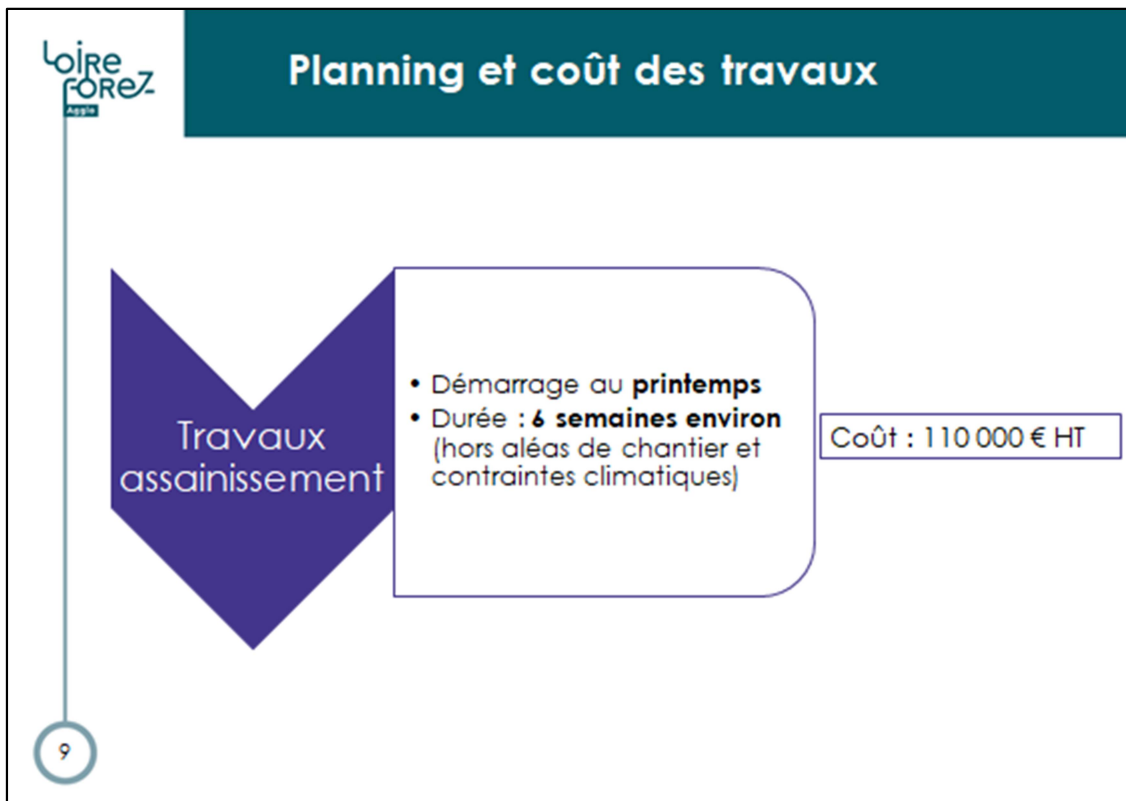 Loire
Forez
Agglo
Planning et coût des travaux
Travaux
assainissement
• Démarrage au printemps
• Durée : 6 semaines environ
(hors aléas de chantier et
contraintes climatiques)
Coût : 110 000 € HT
9